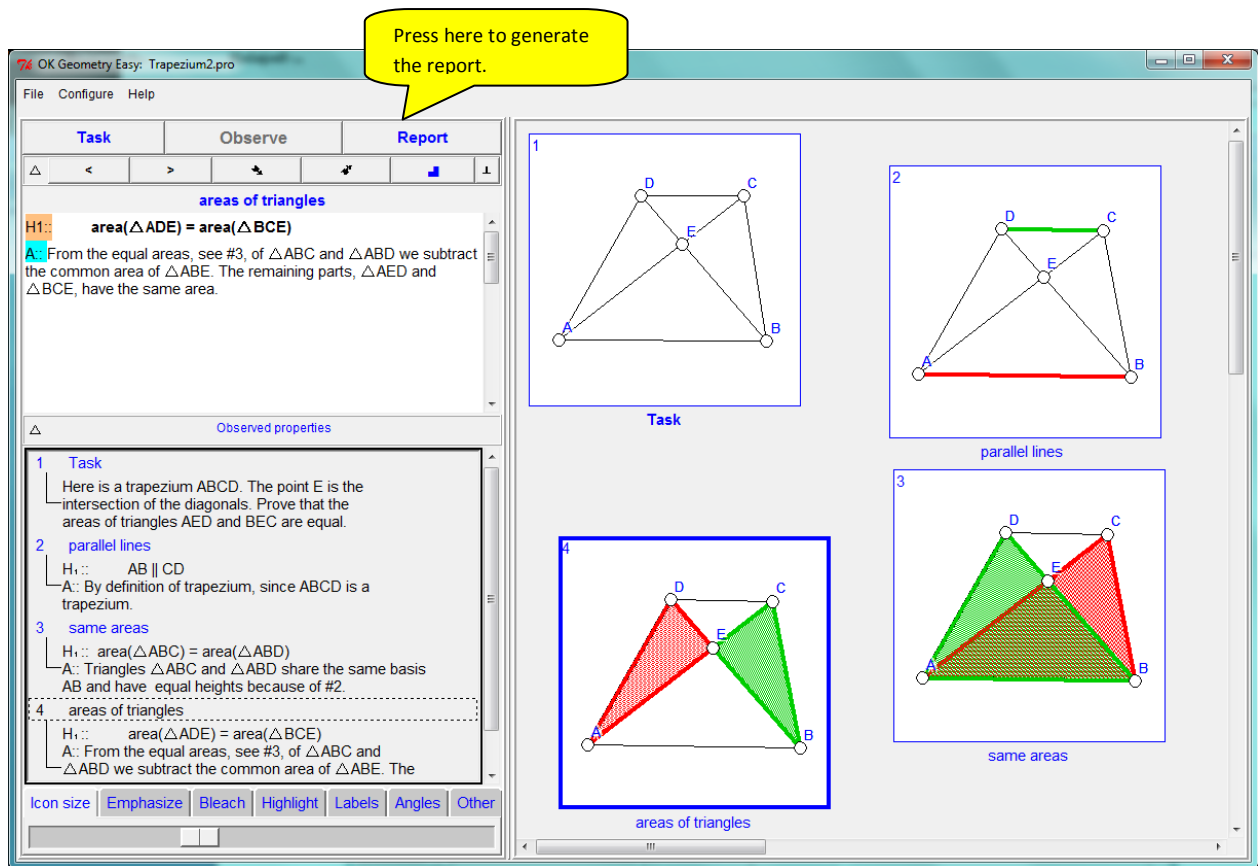 Press here to generate
the report.
OK Geometry Easy: Trapezium2.pro
File Configure Help
Task Observe Report
△ < >
areas of triangles
H1:: area(△ADE) = area(△BCE)
A:: From the equal areas, see #3, of △ABC and △ABD we subtract
the common area of △ABE. The remaining parts, △AED and
△BCE, have the same area.
△ Observed properties
1 Task
Here is a trapezium ABCD. The point E is the
intersection of the diagonals. Prove that the
areas of triangles AED and BEC are equal.
2 parallel lines
H₁:: AB || CD
A:: By definition of trapezium, since ABCD is a
trapezium.
3 same areas
H₁:: area(△ABC) = area(△ABD)
A:: Triangles △ABC and △ABD share the same basis
AB and have equal heights because of #2.
4 areas of triangles
H₁:: area(△ADE) = area(△BCE)
A:: From the equal areas, see #3, of △ABC and
△ABD we subtract the common area of △ABE. The
Icon size Emphasize Bleach Highlight Labels Angles Other
1
D C
E
A B
Task
2
D C
E
A B
parallel lines
3
D C
E
A B
same areas
4
D C
E
A B
areas of triangles